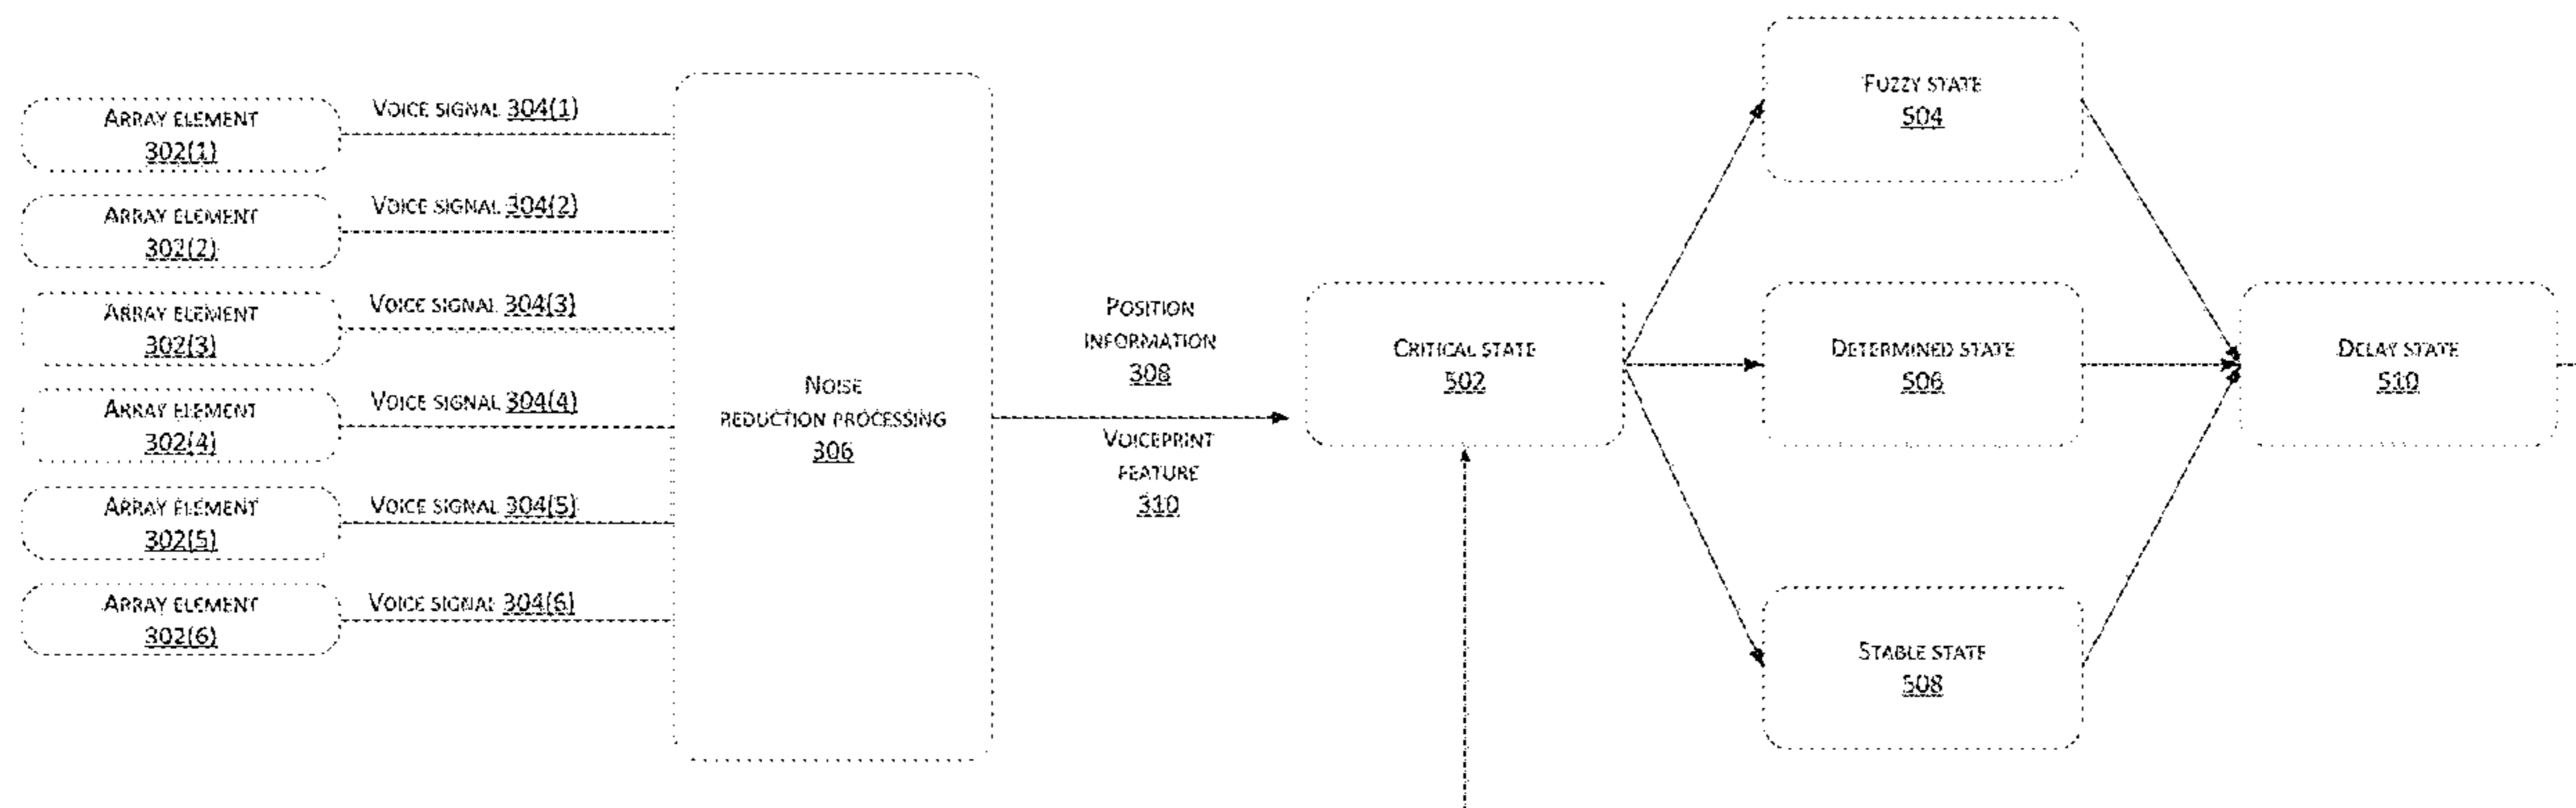 Array element
302(1)
Voice signal 304(1)
Array element
302(2)
Voice signal 304(2)
Array element
302(3)
Voice signal 304(3)
Array element
302(4)
Voice signal 304(4)
Array element
302(5)
Voice signal 304(5)
Array element
302(6)
Voice signal 304(6)
Noise
reduction processing
306
Position
information
308
Voiceprint
feature
310
Critical state
502
Fuzzy state
504
Determined state
506
Stable state
508
Delay state
510